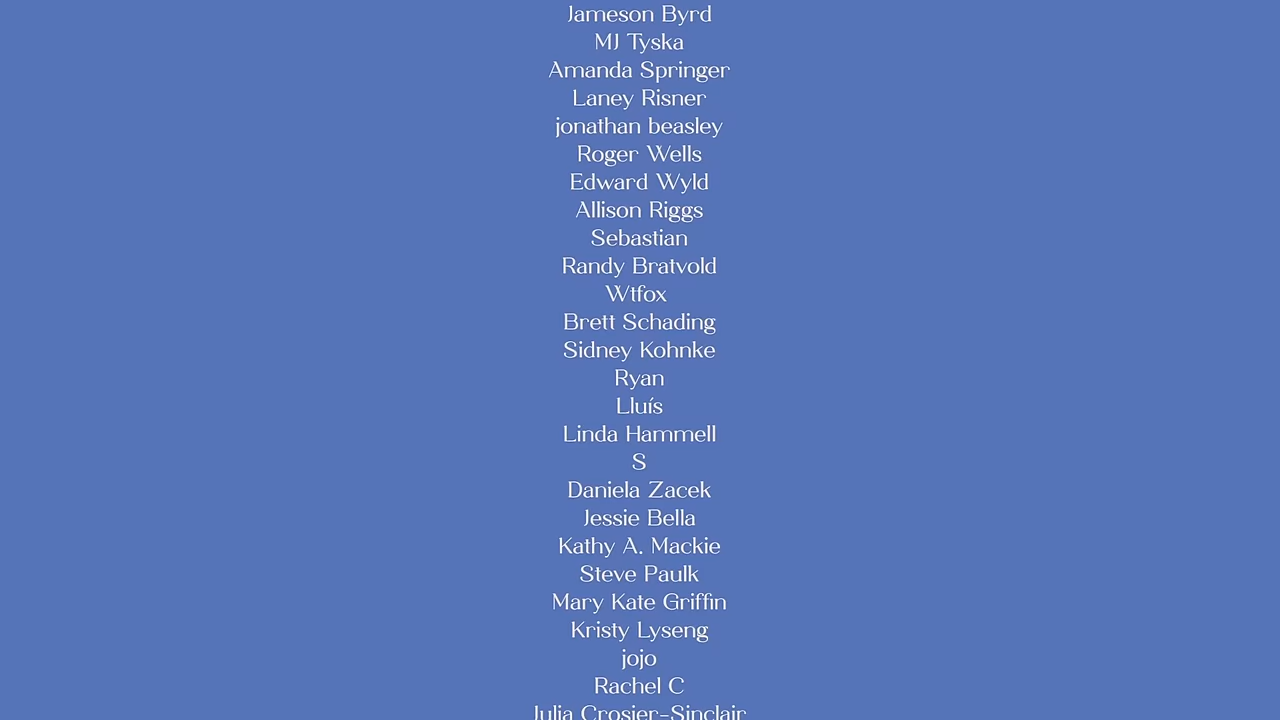 Jameson Byrd
MJ Tyska
Amanda Springer
Laney Risner
jonathan beasley
Roger Wells
Edward Wyld
Allison Riggs
Sebastian
Randy Bratvold
Wtfox
Brett Schading
Sidney Kohnke
Ryan
Lluís
Linda Hammell
S
Daniela Zacek
Jessie Bella
Kathy A. Mackie
Steve Paulk
Mary Kate Griffin
Kristy Lyseng
jojo
Rachel C
Julia Crosier-Sinclair